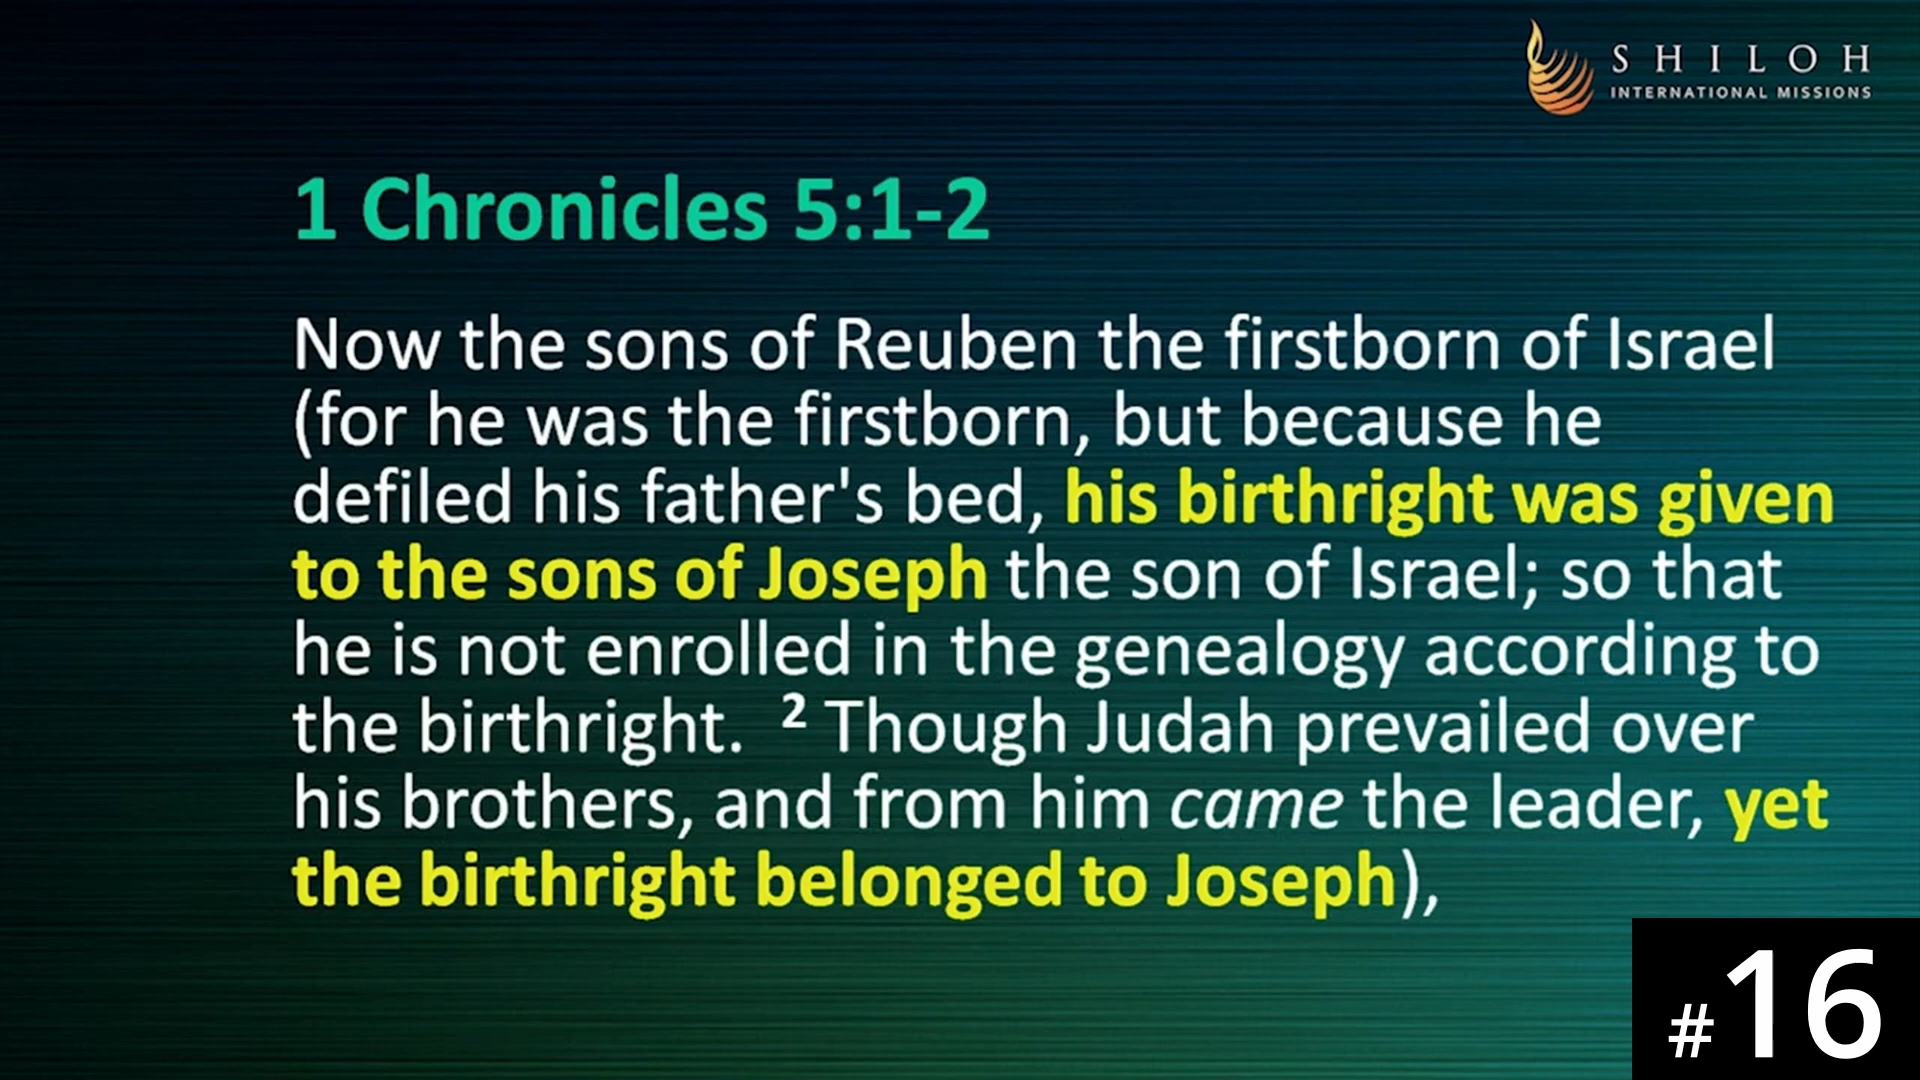 SHILOH
INTERNATIONAL MISSIONS
1 Chronicles 5:1-2
Now the sons of Reuben the firstborn of Israel
(for he was the firstborn, but because he
defiled his father's bed, his birthright was given
to the sons of Joseph the son of Israel; so that
he is not enrolled in the genealogy according to
the birthright. 2 Though Judah prevailed over
his brothers, and from him came the leader, yet
the birthright belonged to Joseph),
#16